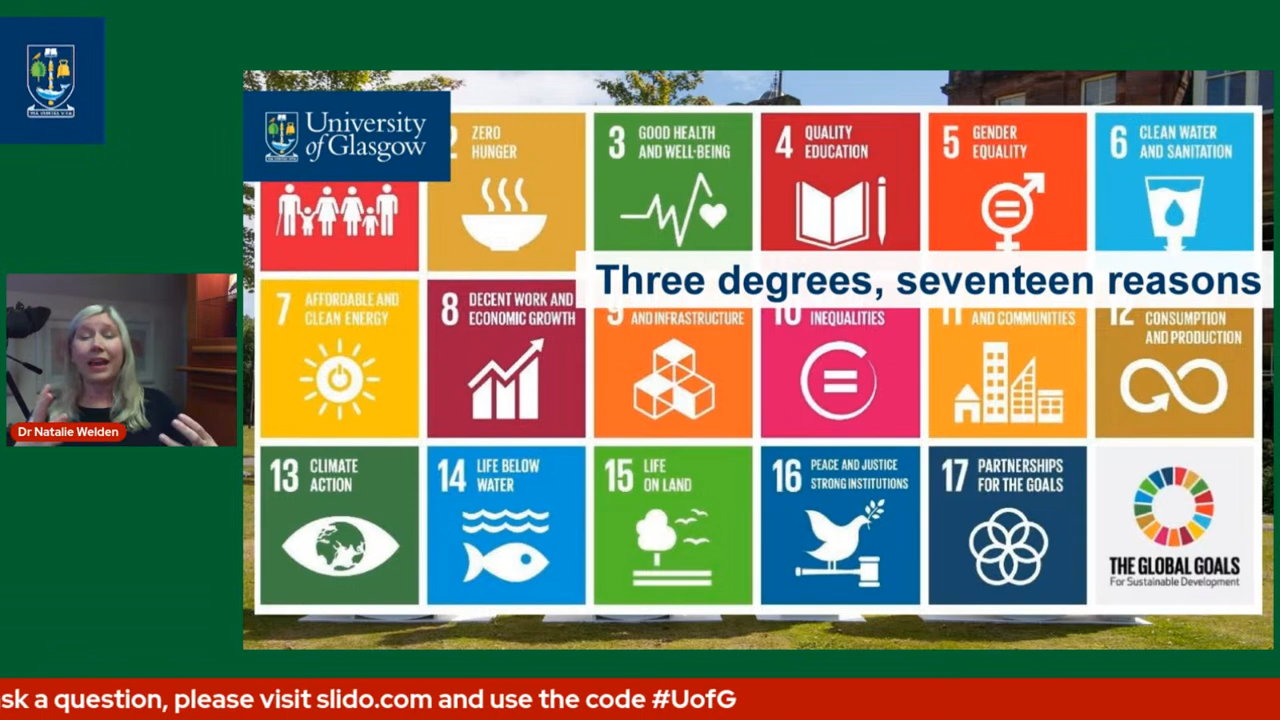 University
of Glasgow
2 ZERO
HUNGER
3 GOOD HEALTH
AND WELL-BEING
4 QUALITY
EDUCATION
5 GENDER
EQUALITY
6 CLEAN WATER
AND SANITATION
Three degrees, seventeen reasons
7 AFFORDABLE AND
CLEAN ENERGY
8 DECENT WORK AND
ECONOMIC GROWTH
9
AND INFRASTRUCTURE
10
INEQUALITIES
11
AND COMMUNITIES
12 CONSUMPTION
AND PRODUCTION
13 CLIMATE
ACTION
14 LIFE BELOW
WATER
15 LIFE
ON LAND
16 PEACE AND JUSTICE
STRONG INSTITUTIONS
17 PARTNERSHIPS
FOR THE GOALS
THE GLOBAL GOALS
For Sustainable Development
Dr Natalie Welden
sk a question, please visit slido.com and use the code #UofG